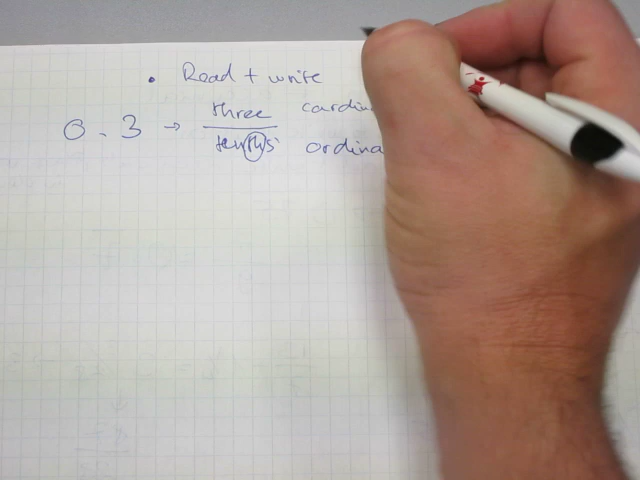 • Read + write
0.3 → three cardin
tenths ordina